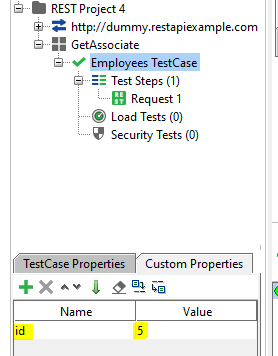 REST Project 4
http://dummy.restapiexample.com
GetAssociate
Employees TestCase
Test Steps (1)
REST Request 1
Load Tests (0)
Security Tests (0)
TestCase Properties Custom Properties
Name Value
id 5